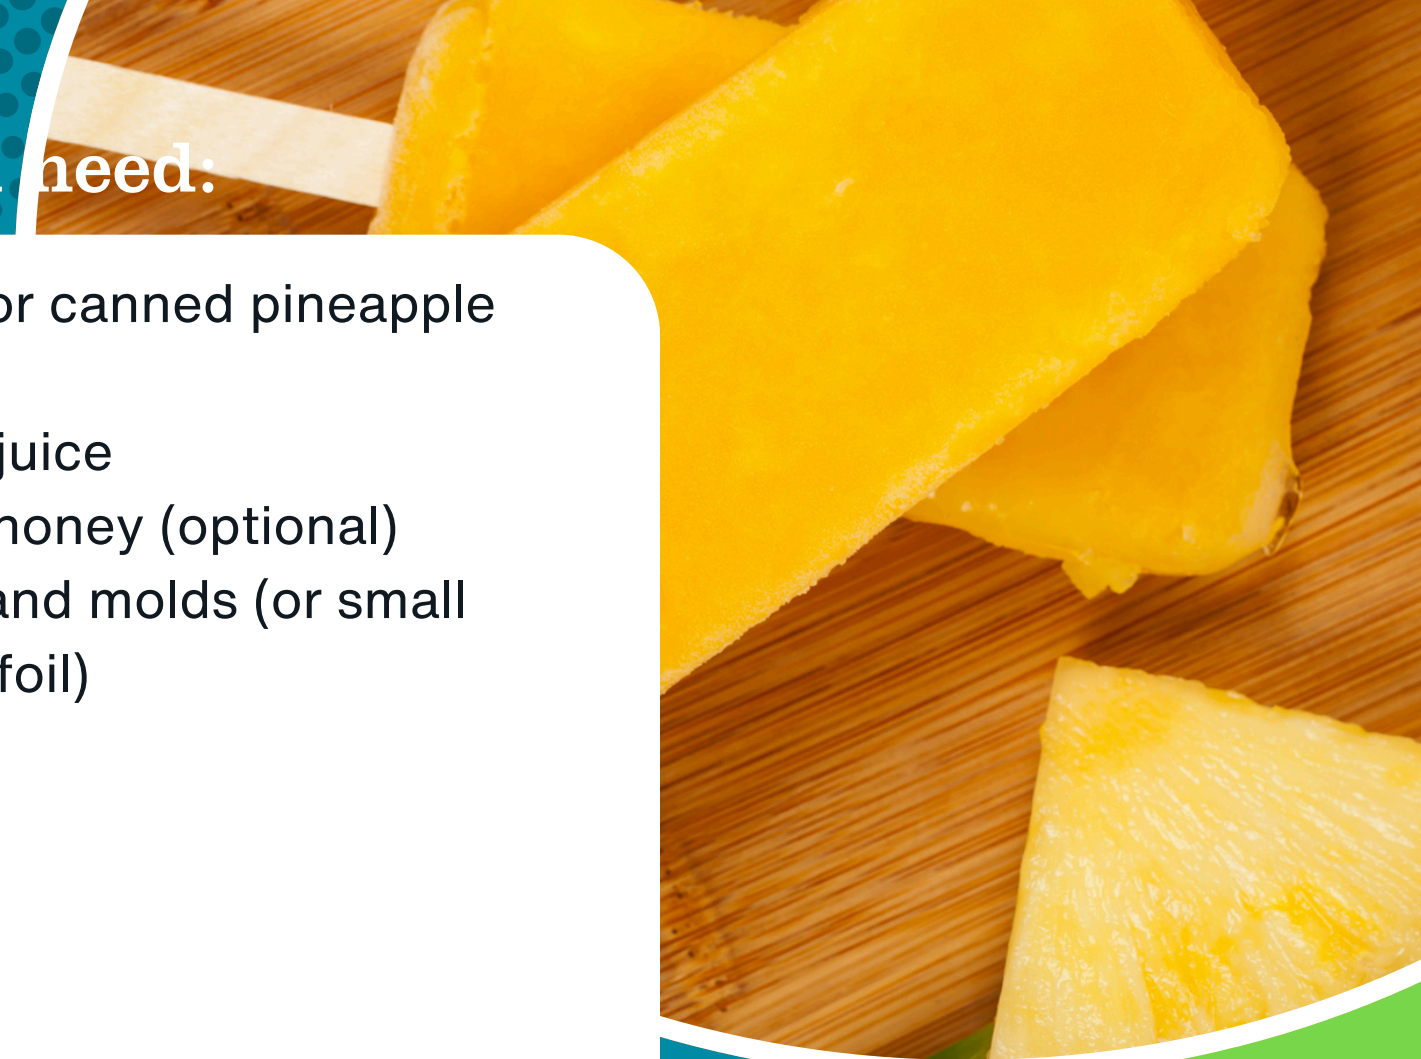 need:
or canned pineapple
juice
honey (optional)
and molds (or small
foil)